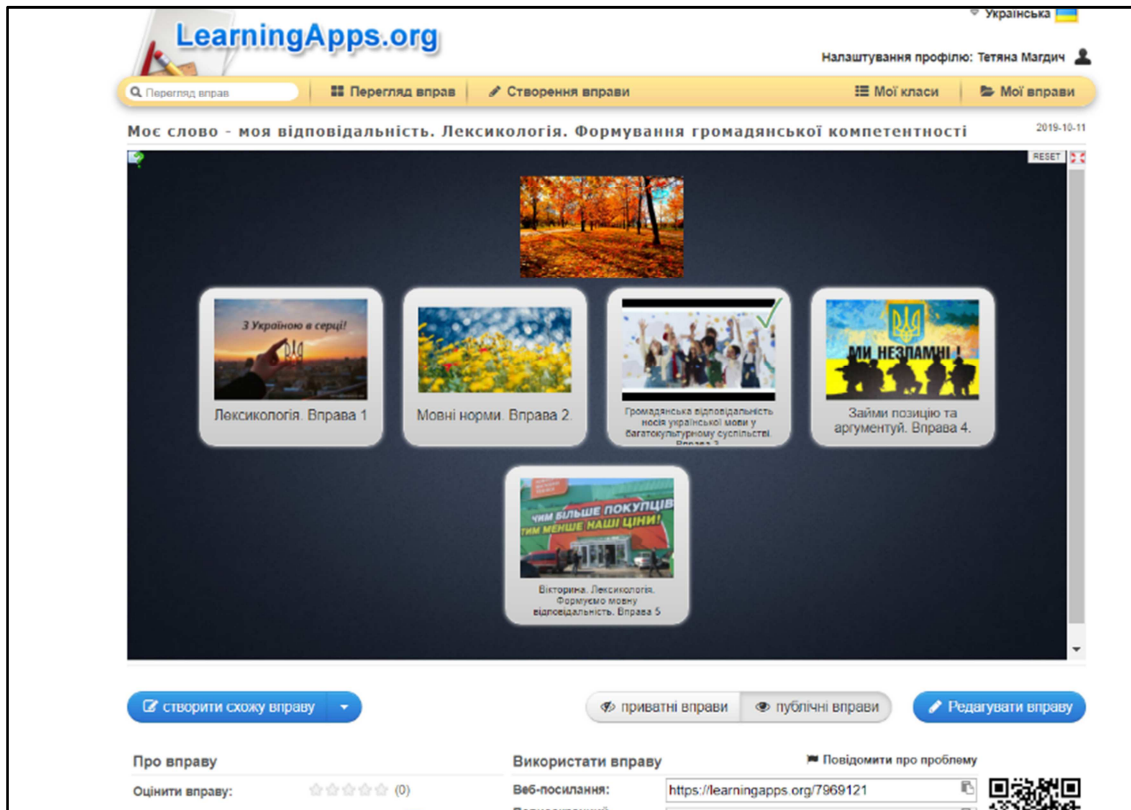 Українська
LearningApps.org
Налаштування профілю: Тетяна Магдич
Перегляд вправ
Перегляд вправ
Створення вправи
Мої класи
Мої вправи
Моє слово - моя відповідальність. Лексикологія. Формування громадянської компетентності
2019-10-11
RESET
З Україною в серці!
Лексикологія. Вправа 1
Мовні норми. Вправа 2.
Громадянська відповідальність
носія української мови у
багатокультурному суспільстві.
Вправа 3
МИ НЕЗЛАМНІ !
Займи позицію та
аргументуй. Вправа 4.
ЧИМ БІЛЬШЕ ПОКУПЦІВ
ТИМ МЕНШЕ НАШІ ЦІНИ!
Вікторина. Лексикологія.
Формуємо мовну
відповідальність. Вправа 5
створити схожу вправу
приватні вправи
публічні вправи
Редагувати вправу
Про вправу
Використати вправу
Повідомити про проблему
Оцінити вправу:
(0)
Веб-посилання:
https://learningapps.org/7969121